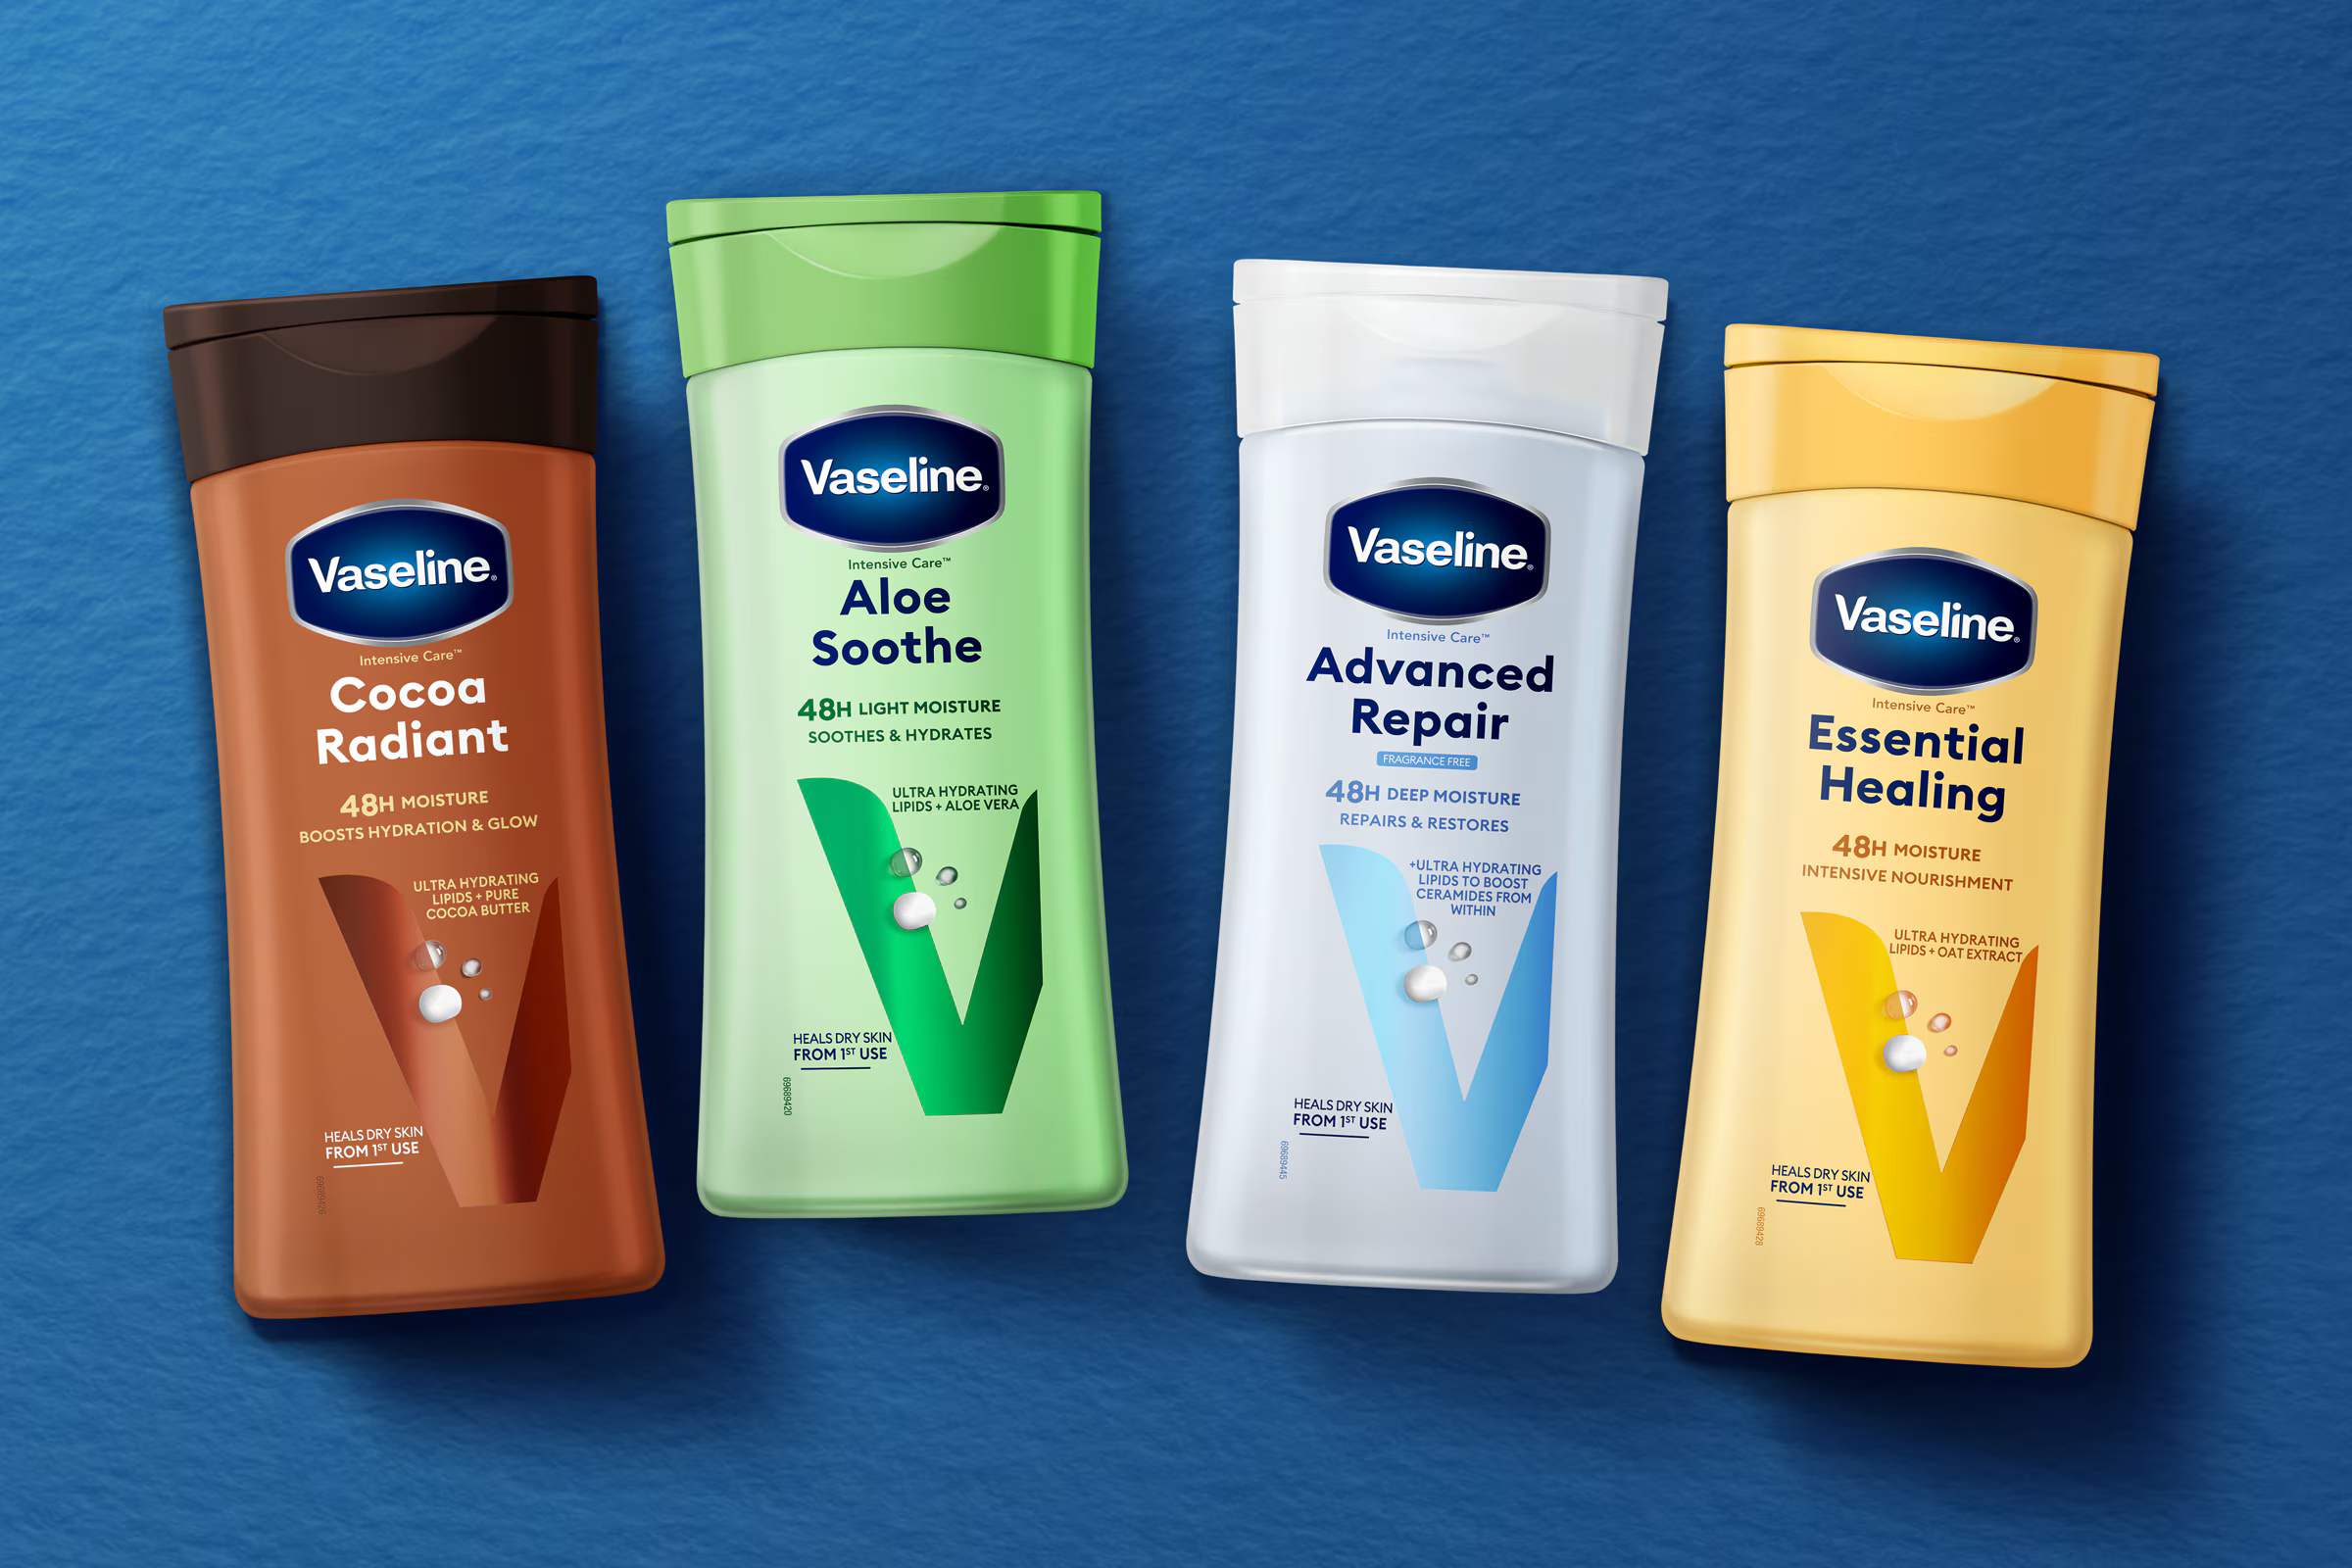 Vaseline®
Intensive Care™
Cocoa
Radiant
48H MOISTURE
BOOSTS HYDRATION & GLOW
ULTRA HYDRATING
LIPIDS + PURE
COCOA BUTTER
HEALS DRY SKIN
FROM 1ST USE
69689426
Vaseline®
Intensive Care™
Aloe
Soothe
48H LIGHT MOISTURE
SOOTHES & HYDRATES
ULTRA HYDRATING
LIPIDS + ALOE VERA
HEALS DRY SKIN
FROM 1ST USE
69689420
Vaseline®
Intensive Care™
Advanced
Repair
FRAGRANCE FREE
48H DEEP MOISTURE
REPAIRS & RESTORES
+ULTRA HYDRATING
LIPIDS TO BOOST
CERAMIDES FROM
WITHIN
HEALS DRY SKIN
FROM 1ST USE
69689445
Vaseline®
Intensive Care™
Essential
Healing
48H MOISTURE
INTENSIVE NOURISHMENT
ULTRA HYDRATING
LIPIDS + OAT EXTRACT
HEALS DRY SKIN
FROM 1ST USE
69689428